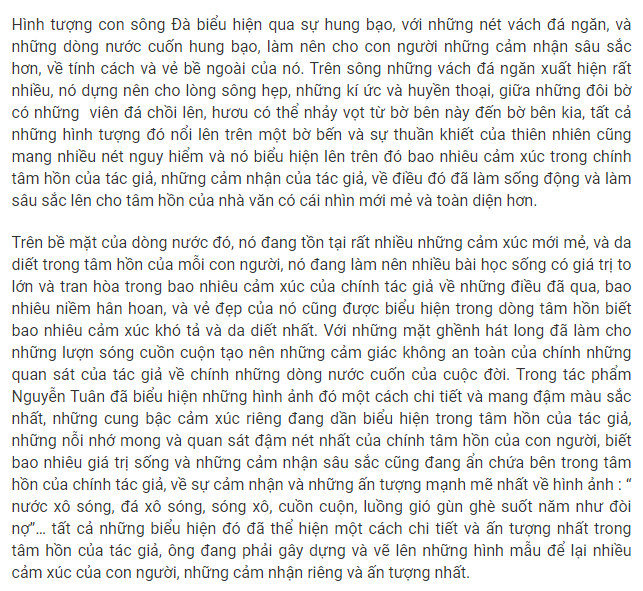 Hình tượng con sông Đà biểu hiện qua sự hung bạo, với những nét vách đá ngăn, và
những dòng nước cuốn hung bạo, làm nên cho con người những cảm nhận sâu sắc
hơn, về tính cách và vẻ bề ngoài của nó. Trên sông những vách đá ngăn xuất hiện rất
nhiều, nó dựng nên cho lòng sông hẹp, những kí ức và huyền thoại, giữa những đôi bờ
có những  viên đá chồi lên, hươu có thể nhảy vọt từ bờ bên này đến bờ bên kia, tất cả
những hình tượng đó nổi lên trên một bờ bến và sự thuần khiết của thiên nhiên cũng
mang nhiều nét nguy hiểm và nó biểu hiện lên trên đó bao nhiêu cảm xúc trong chính
tâm hồn của tác giả, những cảm nhận của tác giả, về điều đó đã làm sống động và làm
sâu sắc lên cho tâm hồn của nhà văn có cái nhìn mới mẻ và toàn diện hơn.
Trên bề mặt của dòng nước đó, nó đang tồn tại rất nhiều những cảm xúc mới mẻ, và da
diết trong tâm hồn của mỗi con người, nó đang làm nên nhiều bài học sống có giá trị to
lớn và tran hòa trong bao nhiêu cảm xúc của chính tác giả về những điều đã qua, bao
nhiêu niềm hân hoan, và vẻ đẹp của nó cũng được biểu hiện trong dòng tâm hồn biết
bao nhiêu cảm xúc khó tả và da diết nhất. Với những mặt ghềnh hát long đã làm cho
những lượn sóng cuồn cuộn tạo nên những cảm giác không an toàn của chính những
quan sát của tác giả về chính những dòng nước cuốn của cuộc đời. Trong tác phẩm
Nguyễn Tuân đã biểu hiện những hình ảnh đó một cách chi tiết và mang đậm màu sắc
nhất, những cung bậc cảm xúc riêng đang dần biểu hiện trong tâm hồn của tác giả,
những nỗi nhớ mong và quan sát đậm nét nhất của chính tâm hồn của con người, biết
bao nhiêu giá trị sống và những cảm nhận sâu sắc cũng đang ẩn chứa bên trong tâm
hồn của chính tác giả, về sự cảm nhận và những ấn tượng mạnh mẽ nhất về hình ảnh : “
nước xô sóng, đá xô sóng, sóng xô, cuồn cuộn, luồng gió gùn ghè suốt năm như đòi
nợ”... tất cả những biểu hiện đó đã thể hiện một cách chi tiết và ấn tượng nhất trong
tâm hồn của tác giả, ông đang phải gây dựng và vẽ lên những hình mẫu để lại nhiều
cảm xúc của con người, những cảm nhận riêng và ấn tượng nhất.